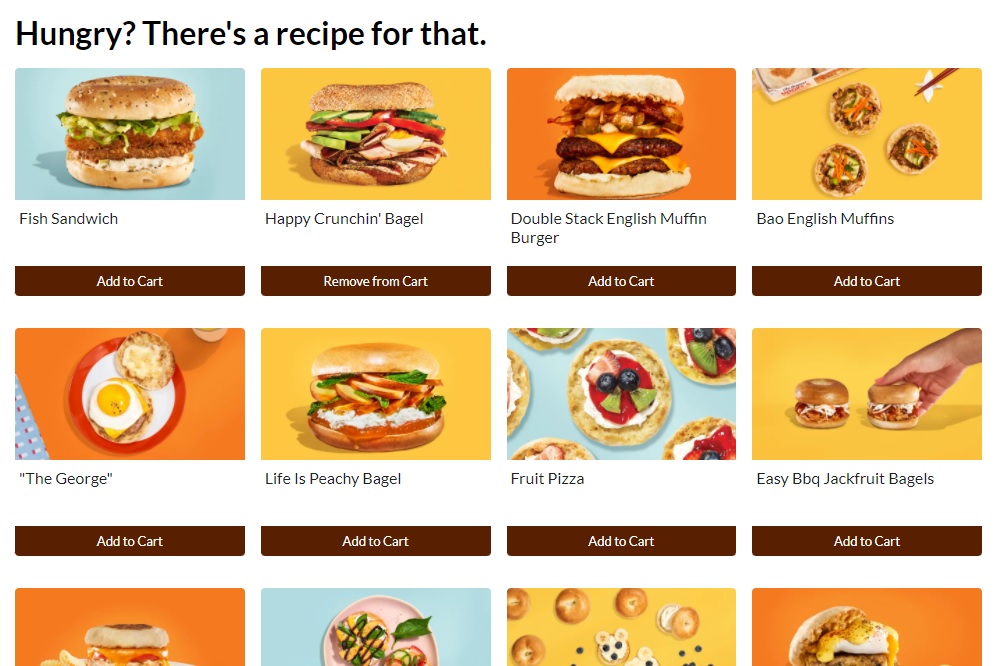 Hungry? There's a recipe for that.
Fish Sandwich
Happy Crunchin' Bagel
Double Stack English Muffin
Burger
Bao English Muffins
Add to Cart
Remove from Cart
Add to Cart
Add to Cart
"The George"
Life Is Peachy Bagel
Fruit Pizza
Easy Bbq Jackfruit Bagels
Add to Cart
Add to Cart
Add to Cart
Add to Cart